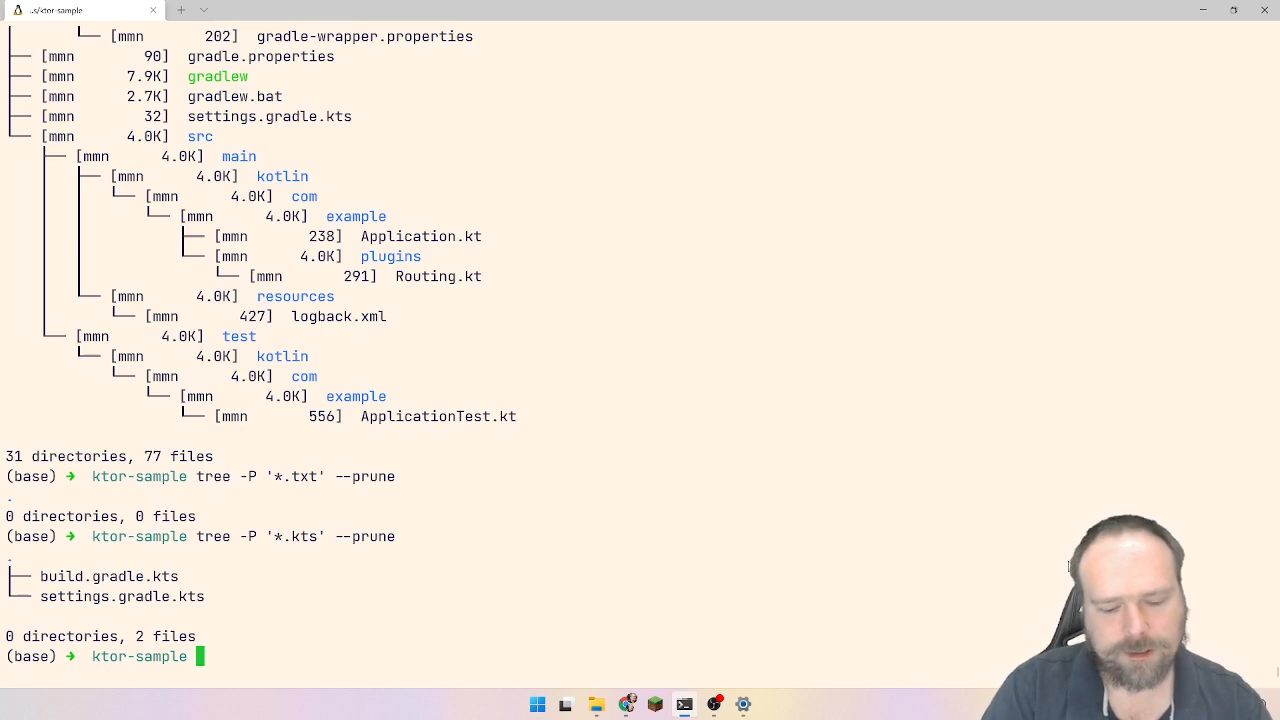 ..s/ktor-sample
│       └── [mmn       202]  gradle-wrapper.properties
├── [mmn        90]  gradle.properties
├── [mmn      7.9K]  gradlew
├── [mmn      2.7K]  gradlew.bat
├── [mmn        32]  settings.gradle.kts
└── [mmn      4.0K]  src
    ├── [mmn      4.0K]  main
    │   ├── [mmn      4.0K]  kotlin
    │   │   └── [mmn      4.0K]  com
    │   │       └── [mmn      4.0K]  example
    │   │           ├── [mmn       238]  Application.kt
    │   │           └── [mmn      4.0K]  plugins
    │   │               └── [mmn       291]  Routing.kt
    │   └── [mmn      4.0K]  resources
    │       └── [mmn       427]  logback.xml
    └── [mmn      4.0K]  test
        └── [mmn      4.0K]  kotlin
            └── [mmn      4.0K]  com
                └── [mmn      4.0K]  example
                    └── [mmn       556]  ApplicationTest.kt
31 directories, 77 files
(base) ➜  ktor-sample tree -P '*.txt' --prune
.
0 directories, 0 files
(base) ➜  ktor-sample tree -P '*.kts' --prune
.
├── build.gradle.kts
└── settings.gradle.kts
0 directories, 2 files
(base) ➜  ktor-sample